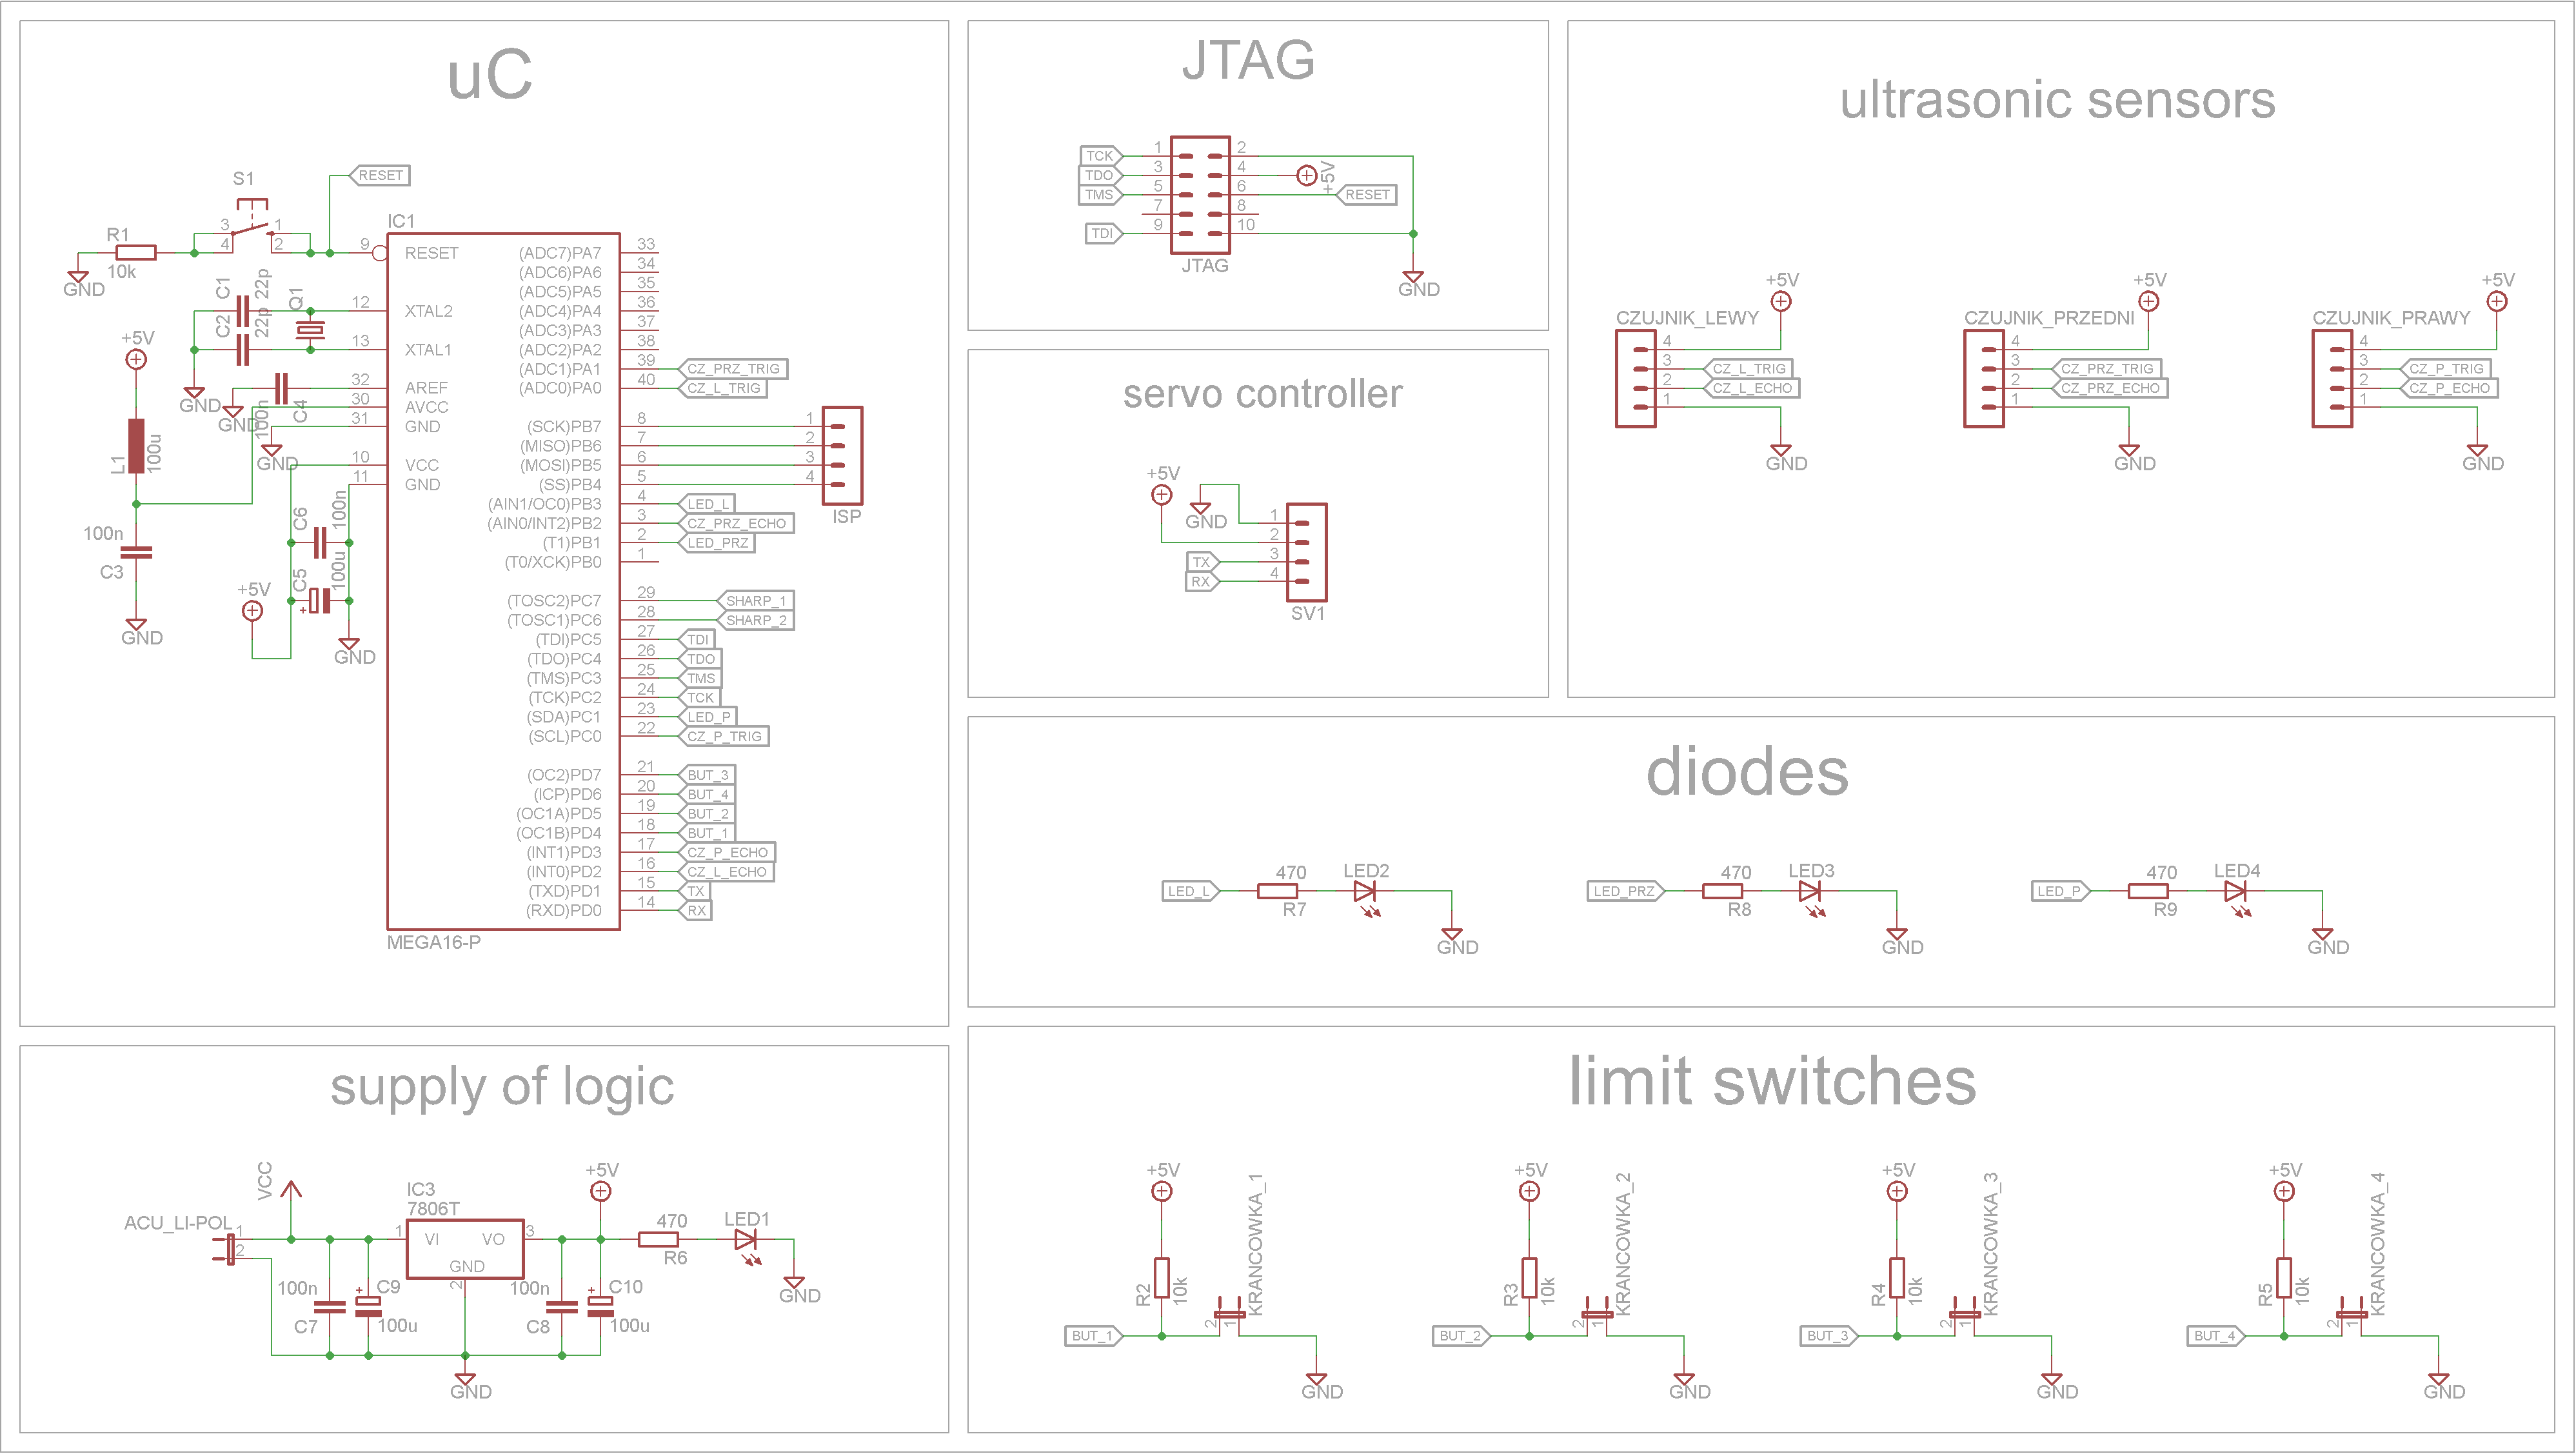 uC
S1
RESET
IC1
R1
10k
GND
3
4
1
2
9
RESET
C1
22p
C2
22p
Q1
12
XTAL2
13
XTAL1
GND
+5V
L1
100u
32
AREF
30
AVCC
31
GND
GND
100n
C4
GND
10
VCC
11
GND
100n
C3
GND
C6
100n
C5
100u
+
+5V
GND
MEGA16-P
(ADC7)PA7 33
(ADC6)PA6 34
(ADC5)PA5 35
(ADC4)PA4 36
(ADC3)PA3 37
(ADC2)PA2 38
(ADC1)PA1 39 CZ_PRZ_TRIG
(ADC0)PA0 40 CZ_L_TRIG
(SCK)PB7 8 1
(MISO)PB6 7 2
(MOSI)PB5 6 3
(SS)PB4 5 4
ISP
(AIN1/OC0)PB3 4 LED_L
(AIN0/INT2)PB2 3 CZ_PRZ_ECHO
(T1)PB1 2 LED_PRZ
(T0/XCK)PB0 1
(TOSC2)PC7 29 SHARP_1
(TOSC1)PC6 28 SHARP_2
(TDI)PC5 27 TDI
(TDO)PC4 26 TDO
(TMS)PC3 25 TMS
(TCK)PC2 24 TCK
(SDA)PC1 23 LED_P
(SCL)PC0 22 CZ_P_TRIG
(OC2)PD7 21 BUT_3
(ICP)PD6 20 BUT_4
(OC1A)PD5 19 BUT_2
(OC1B)PD4 18 BUT_1
(INT1)PD3 17 CZ_P_ECHO
(INT0)PD2 16 CZ_L_ECHO
(TXD)PD1 15 TX
(RXD)PD0 14 RX
JTAG
TCK 1 2
TDO 3 4 +5V
TMS 5 6 RESET
7 8
TDI 9 10
JTAG
GND
servo controller
+5V
GND
1
2
TX 3
RX 4
SV1
ultrasonic sensors
+5V
CZUJNIK_LEWY
4
3 CZ_L_TRIG
2 CZ_L_ECHO
1
GND
+5V
CZUJNIK_PRZEDNI
4
3 CZ_PRZ_TRIG
2 CZ_PRZ_ECHO
1
GND
+5V
CZUJNIK_PRAWY
4
3 CZ_P_TRIG
2 CZ_P_ECHO
1
GND
diodes
LED_L
470
R7
LED2
GND
LED_PRZ
470
R8
LED3
GND
LED_P
470
R9
LED4
GND
supply of logic
VCC
ACU_LI-POL
1
2
IC3
7806T
1
VI
VO
3
GND
2
100n
C7
+
C9
100u
100n
C8
+
C10
100u
+5V
470
R6
LED1
GND
GND
limit switches
+5V
R2
10k
KRANCOWKA_1
BUT_1
2
1
GND
+5V
R3
10k
KRANCOWKA_2
BUT_2
2
1
GND
+5V
R4
10k
KRANCOWKA_3
BUT_3
2
1
GND
+5V
R5
10k
KRANCOWKA_4
BUT_4
2
1
GND